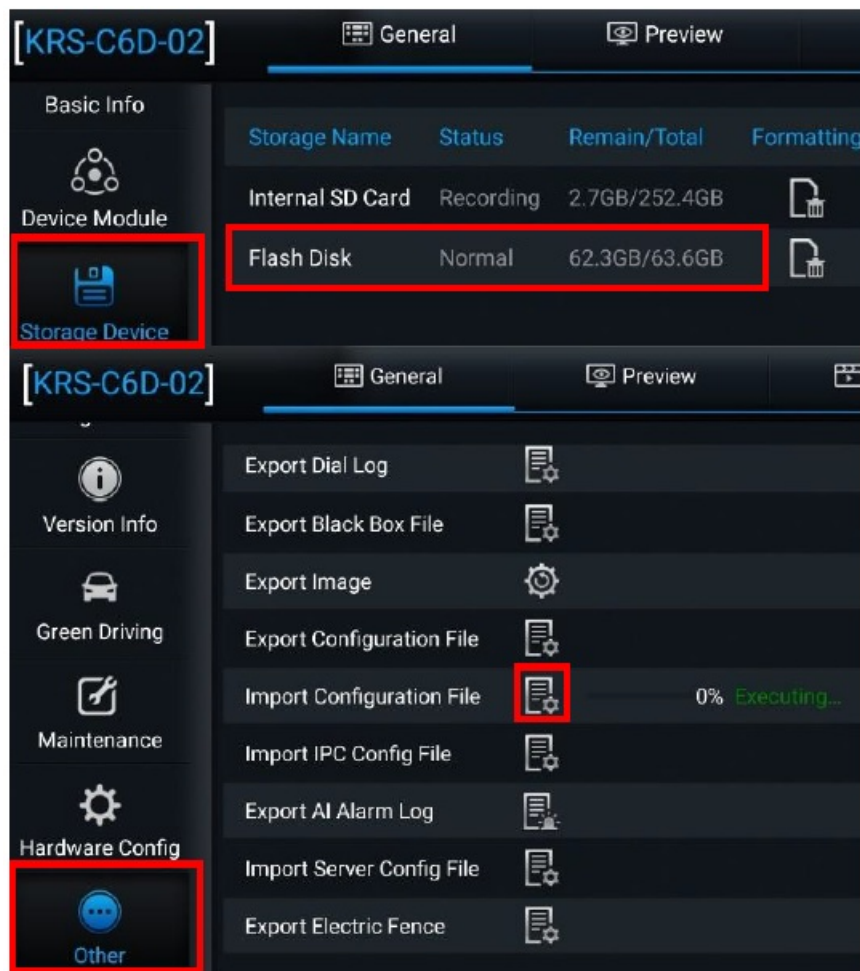 [KRS-C6D-02] General Preview
Basic Info
Storage Name Status Remain/Total Formatting
Device Module
Internal SD Card Recording 2.7GB/252.4GB
Flash Disk Normal 62.3GB/63.6GB
Storage Device
[KRS-C6D-02] General Preview
Export Dial Log
Version Info
Export Black Box File
Export Image
Green Driving
Export Configuration File
Import Configuration File 0% Executing...
Maintenance
Import IPC Config File
Export AI Alarm Log
Hardware Config
Import Server Config File
Export Electric Fence
Other